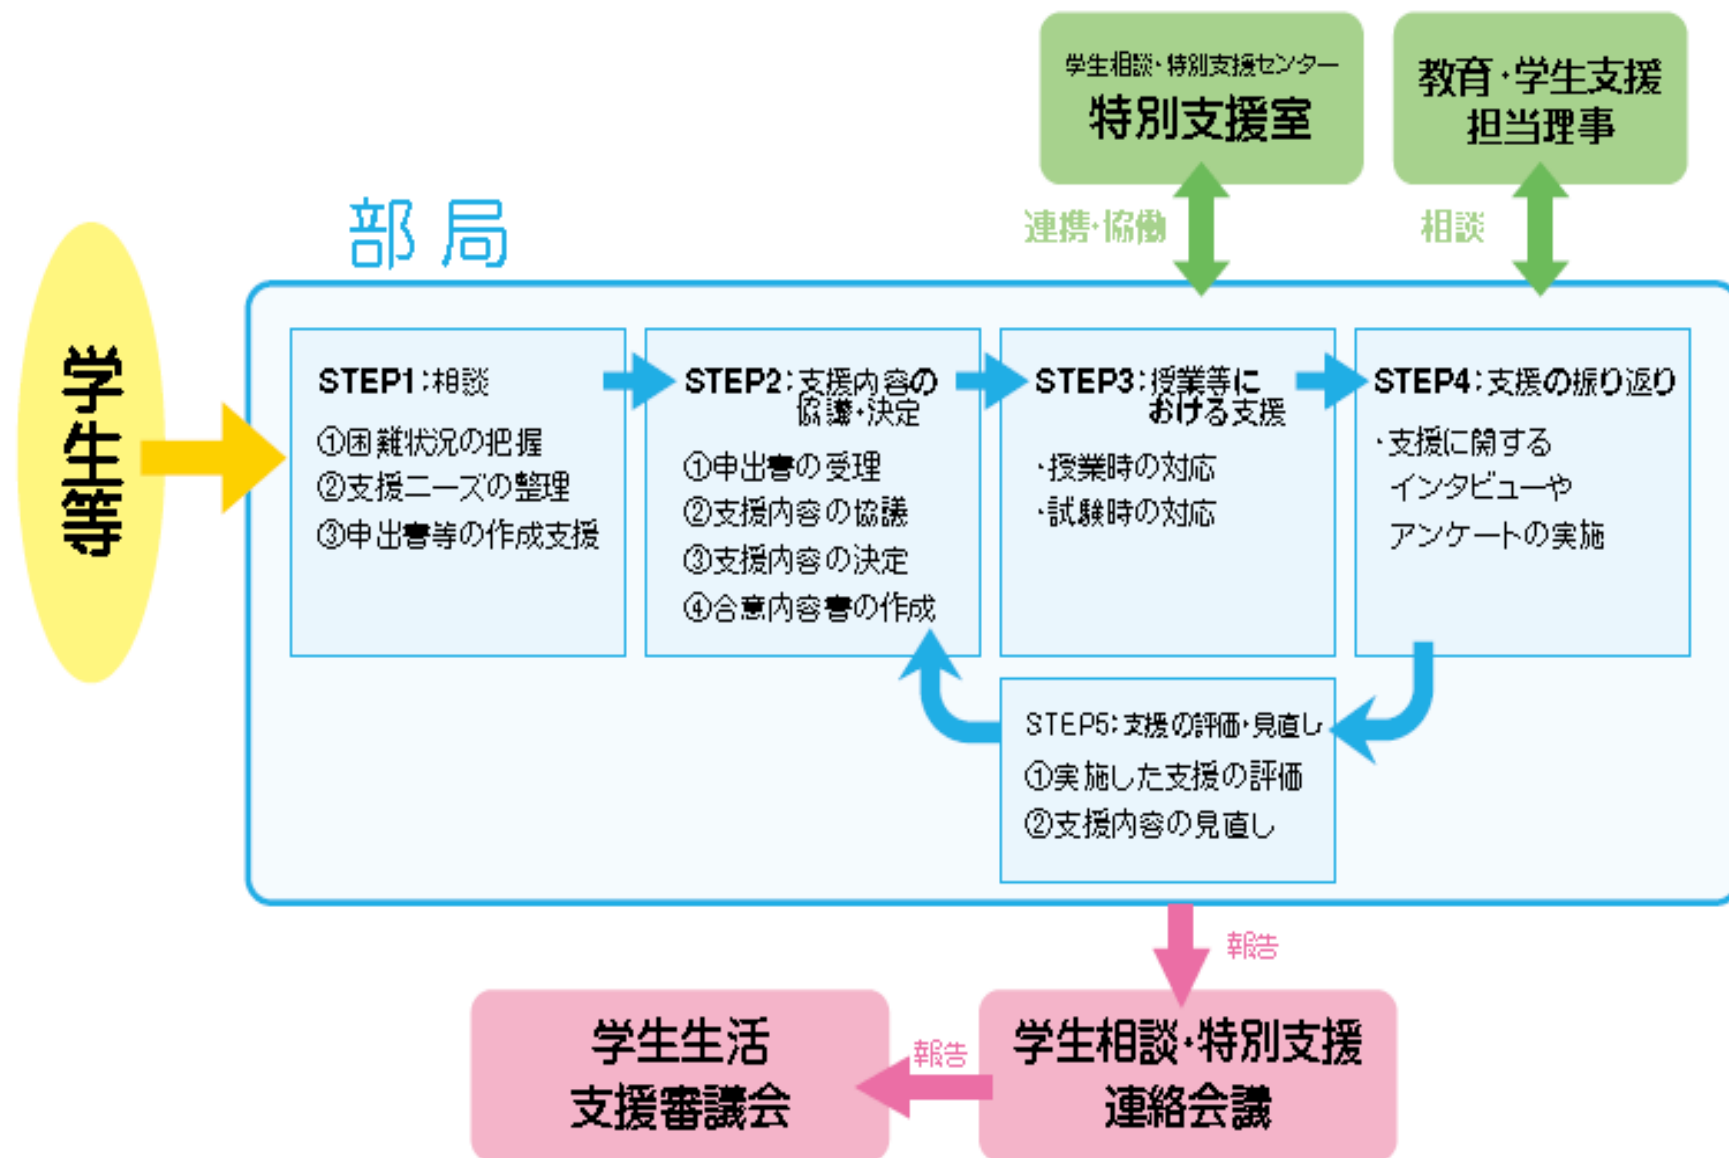 学生相談・特別支援センター
特別支援室
教育・学生支援
担当理事
連携・協働
相談
部局
学生等
STEP1:相談
①困難状況の把握
②支援ニーズの整理
③申出書等の作成支援
STEP2:支援内容の
協議・決定
①申出書の受理
②支援内容の協議
③支援内容の決定
④合意内容書の作成
STEP3:授業等に
おける支援
・授業時の対応
・試験時の対応
STEP4:支援の振り返り
・支援に関する
インタビューや
アンケートの実施
STEP5:支援の評価・見直し
①実施した支援の評価
②支援内容の見直し
報告
学生相談・特別支援
連絡会議
報告
学生生活
支援審議会